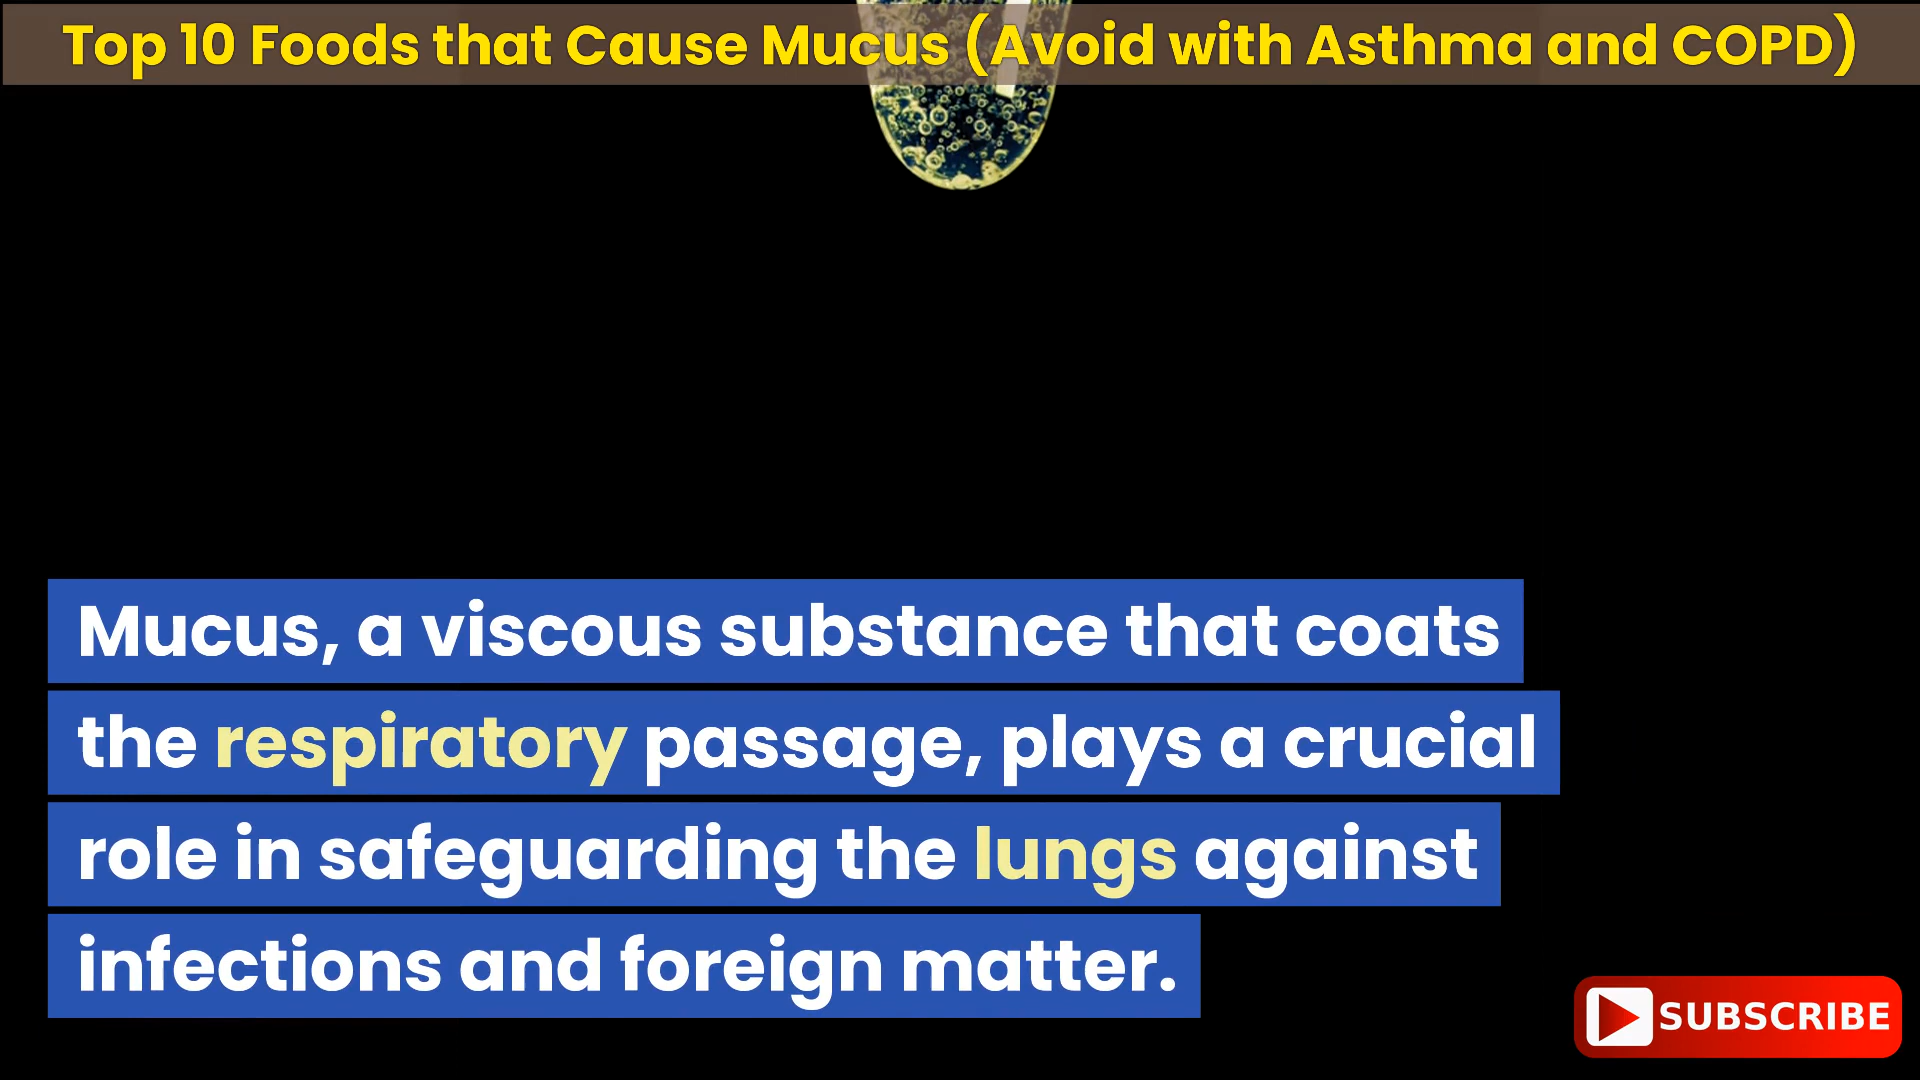 Top 10 Foods that Cause Mucus (Avoid with Asthma and COPD)
Mucus, a viscous substance that coats
the respiratory passage, plays a crucial
role in safeguarding the lungs against
infections and foreign matter.
SUBSCRIBE